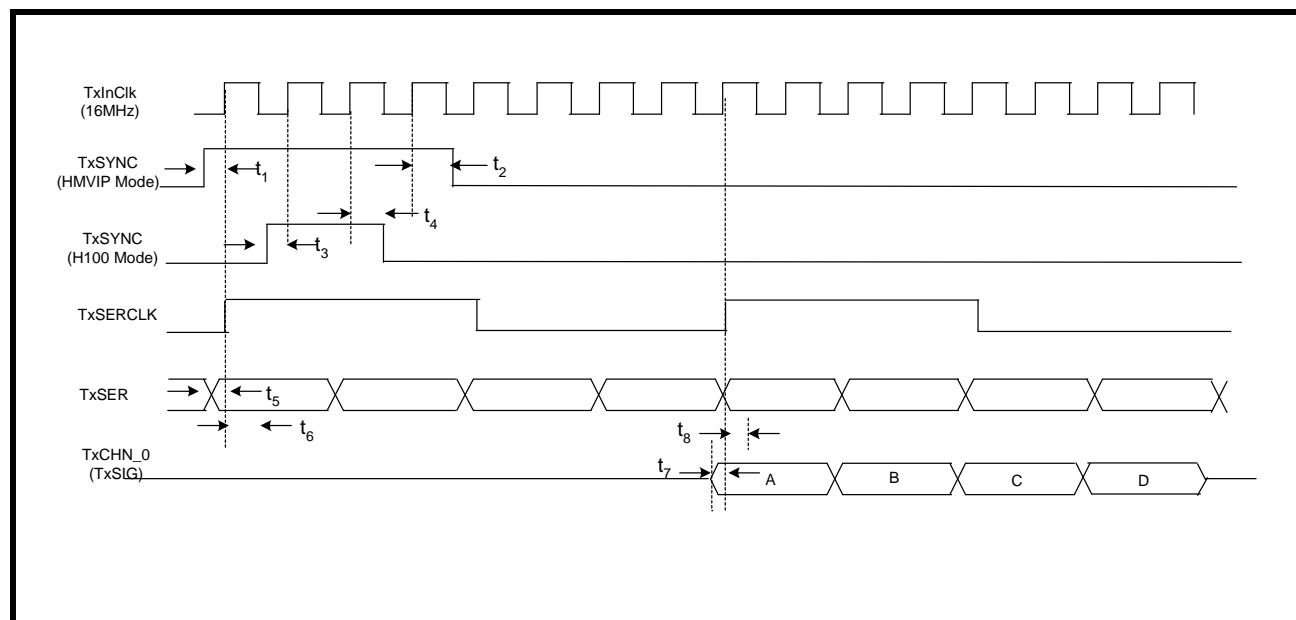 TxInClk
(16MHz)
TxSYNC
(HMVIP Mode)
t1
t2
TxSYNC
(H100 Mode)
t3
t4
TxSERCLK
TxSER
t5
t6
TxCHN_0
(TxSIG)
t7
t8
A
B
C
D